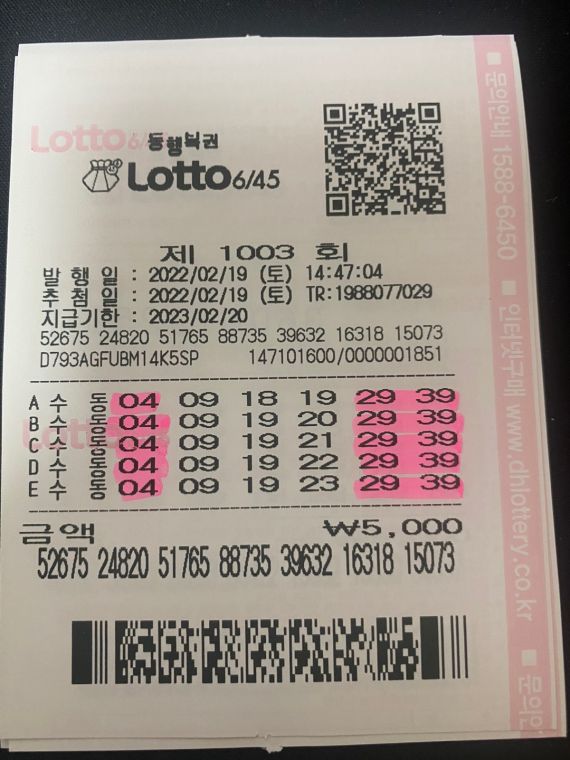 Lotto 6/45
동행복권
Lotto 6/45
제 1003 회
발 행 일 : 2022/02/19 (토) 14:47:04
추 첨 일 : 2022/02/19 (토) TR:1988077029
지급기한 : 2023/02/20
52675 24820 51765 88735 39632 16318 15073
D793AGFUBM14K5SP 147101600/0000001851
A 수 동 04 09 18 19 29 39
B 수 동 04 09 19 20 29 39
C 수 동 04 09 19 21 29 39
D 수 동 04 09 19 22 29 39
E 수 동 04 09 19 23 29 39
금액 ₩5,000
52675 24820 51765 88735 39632 16318 15073
■ 문의안내 1588-6450 ■ 인터넷구매 www.dhlottery.co.kr ■ 문의안